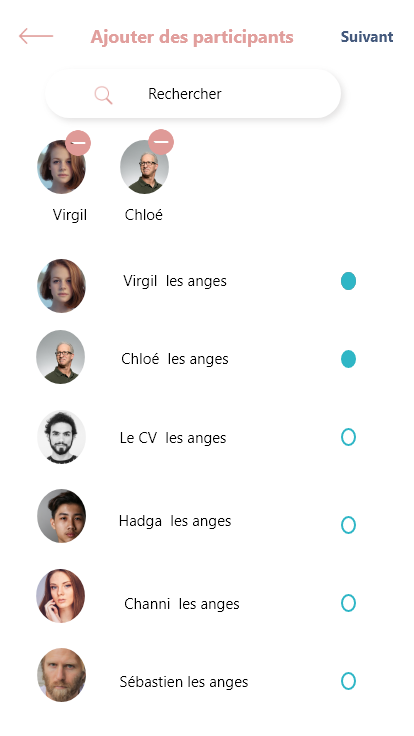 Ajouter des participants Suivant
Rechercher
Virgil Chloé
Virgil les anges
Chloé les anges
Le CV les anges
Hadga les anges
Channi les anges
Sébastien les anges